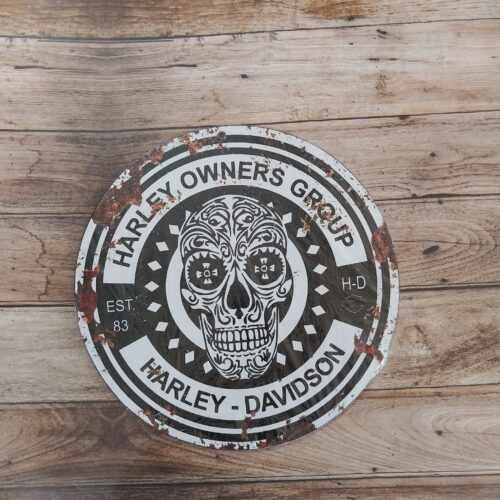 HARLEY OWNERS GROUP
EST.
83
H-D
HARLEY - DAVIDSON